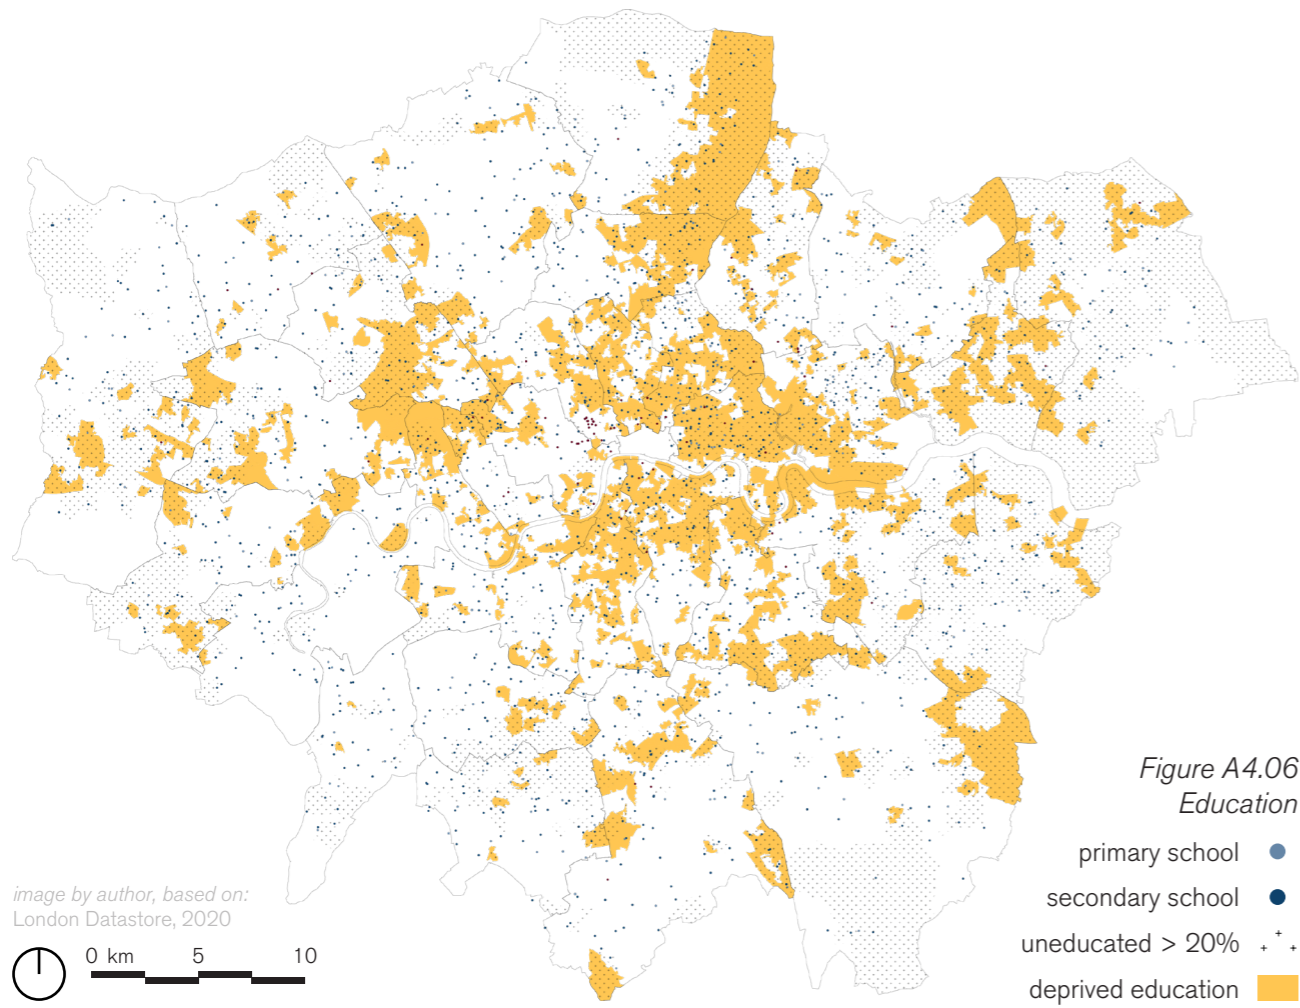 Figure A4.06
Education
primary school
secondary school
uneducated > 20%
deprived education
image by author, based on:
London Datastore, 2020
0 km 5 10